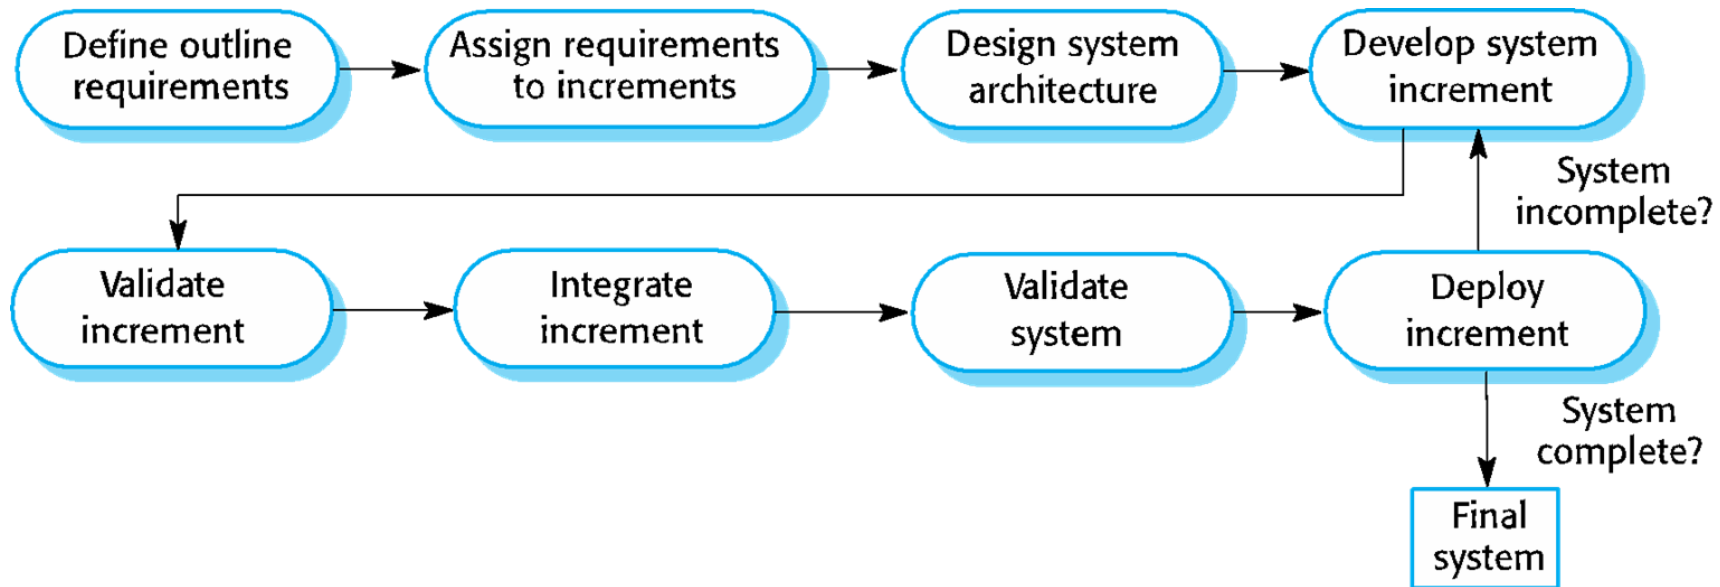 Define outline
requirements
Assign requirements
to increments
Design system
architecture
Develop system
increment
System
incomplete?
Validate
increment
Integrate
increment
Validate
system
Deploy
increment
System
complete?
Final
system